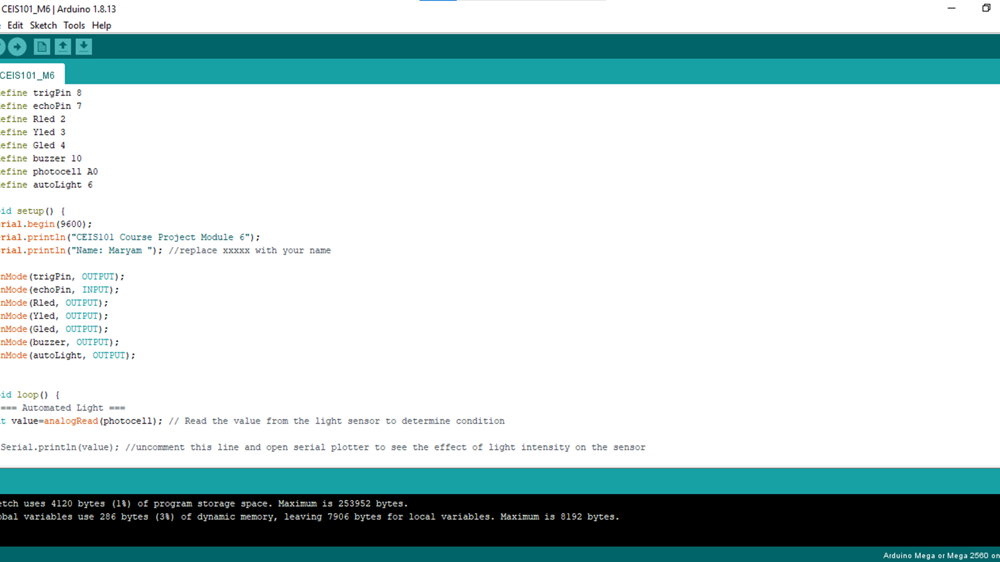 CEIS101_M6 | Arduino 1.8.13
Edit Sketch Tools Help
CEIS101_M6
efine trigPin 8
efine echoPin 7
efine Rled 2
efine Yled 3
efine Gled 4
efine buzzer 10
efine photocell A0
efine autoLight 6
id setup() {
rial.begin(9600);
rial.println("CEIS101 Course Project Module 6");
rial.println("Name: Maryam "); //replace xxxxx with your name
nMode(trigPin, OUTPUT);
nMode(echoPin, INPUT);
nMode(Rled, OUTPUT);
nMode(Yled, OUTPUT);
nMode(Gled, OUTPUT);
nMode(buzzer, OUTPUT);
nMode(autoLight, OUTPUT);
id loop() {
=== Automated Light ===
t value=analogRead(photocell); // Read the value from the light sensor to determine condition
Serial.println(value); //uncomment this line and open serial plotter to see the effect of light intensity on the sensor
etch uses 4120 bytes (1%) of program storage space. Maximum is 253952 bytes.
obal variables use 286 bytes (3%) of dynamic memory, leaving 7906 bytes for local variables. Maximum is 8192 bytes.
Arduino Mega or Mega 2560 on